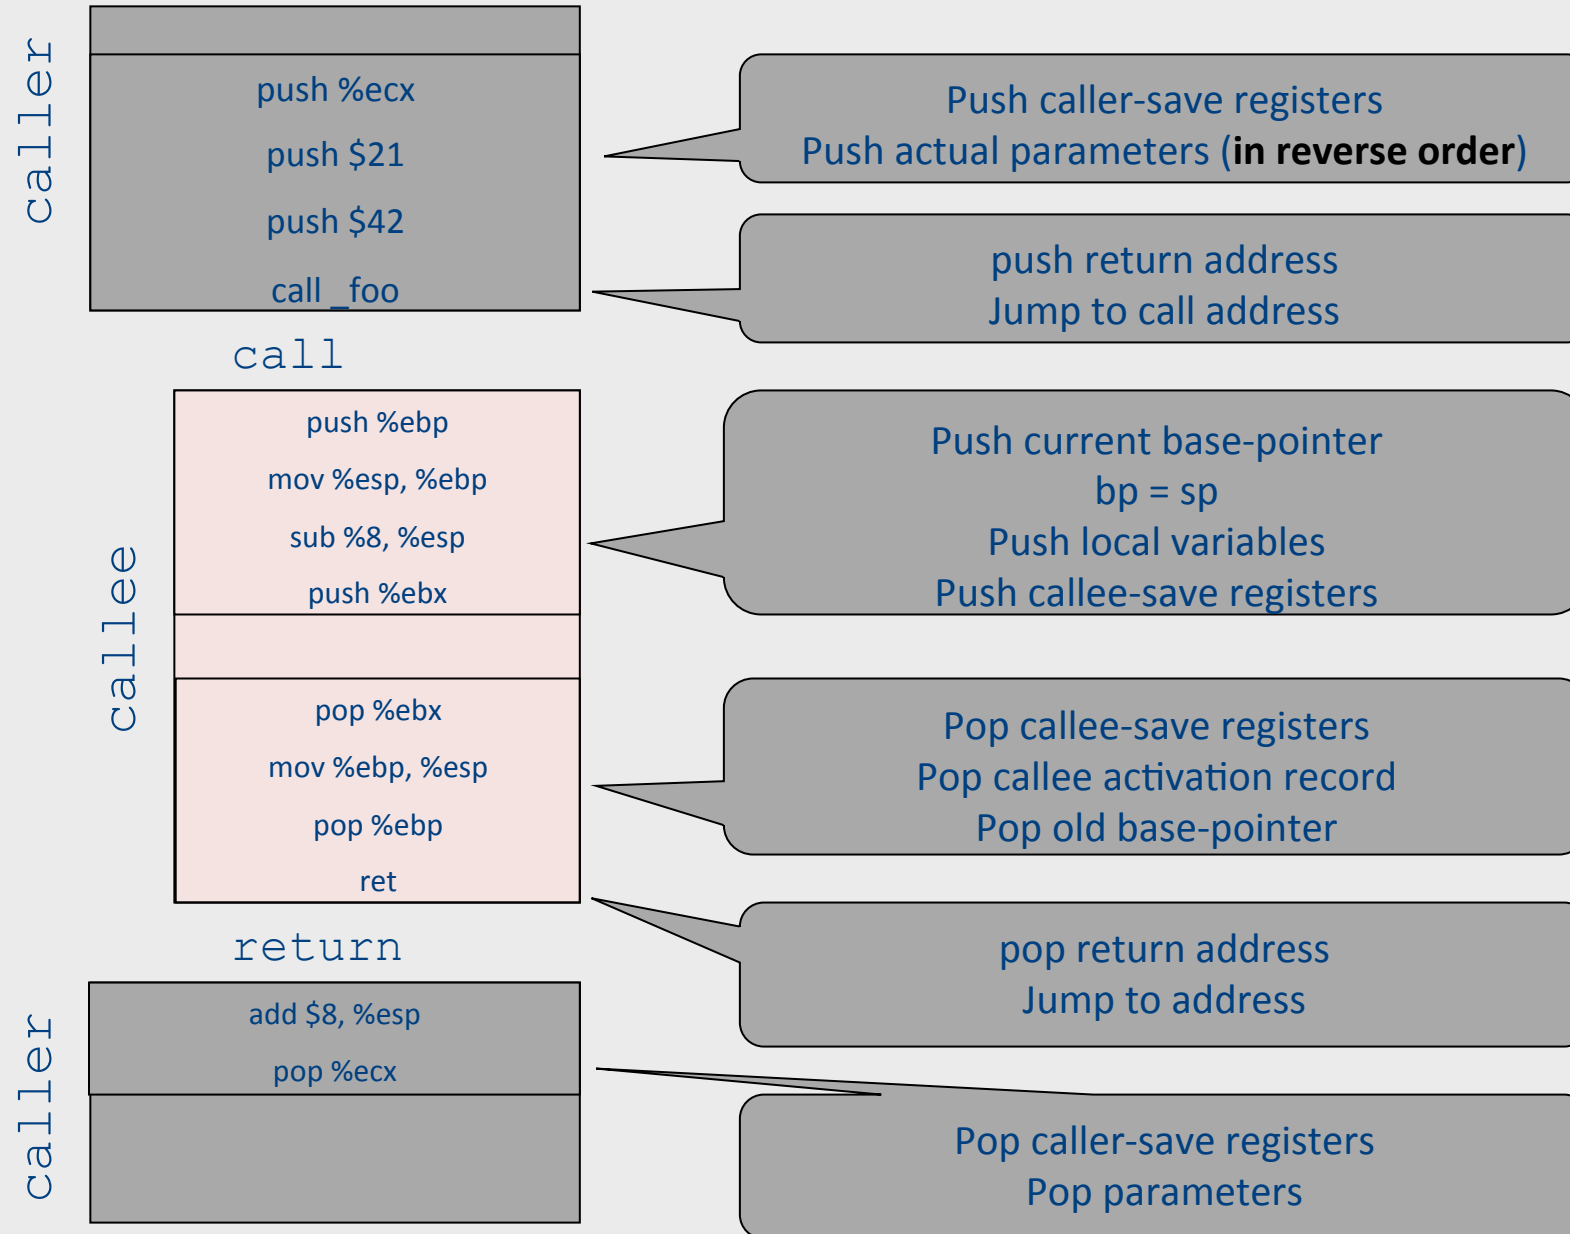 caller
push %ecx
push $21
push $42
call _foo
Push caller-save registers
Push actual parameters (in reverse order)
push return address
Jump to call address
call
callee
push %ebp
mov %esp, %ebp
sub %8, %esp
push %ebx
Push current base-pointer
bp = sp
Push local variables
Push callee-save registers
pop %ebx
mov %ebp, %esp
pop %ebp
ret
Pop callee-save registers
Pop callee activation record
Pop old base-pointer
pop return address
Jump to address
return
caller
add $8, %esp
pop %ecx
Pop caller-save registers
Pop parameters